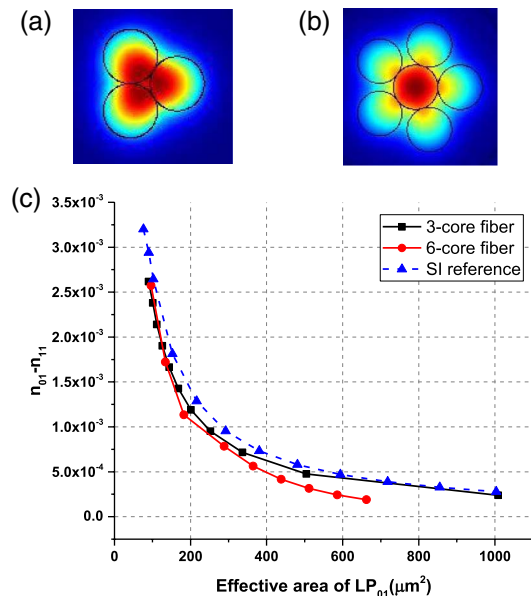 (a)
(b)
(c)
3.5x10⁻³
3.0x10⁻³
2.5x10⁻³
2.0x10⁻³
1.5x10⁻³
1.0x10⁻³
5.0x10⁻⁴
0.0
n₀₁-n₁₁
3-core fiber
6-core fiber
SI reference
0 200 400 600 800 1000
Effective area of LP₀₁(μm²)